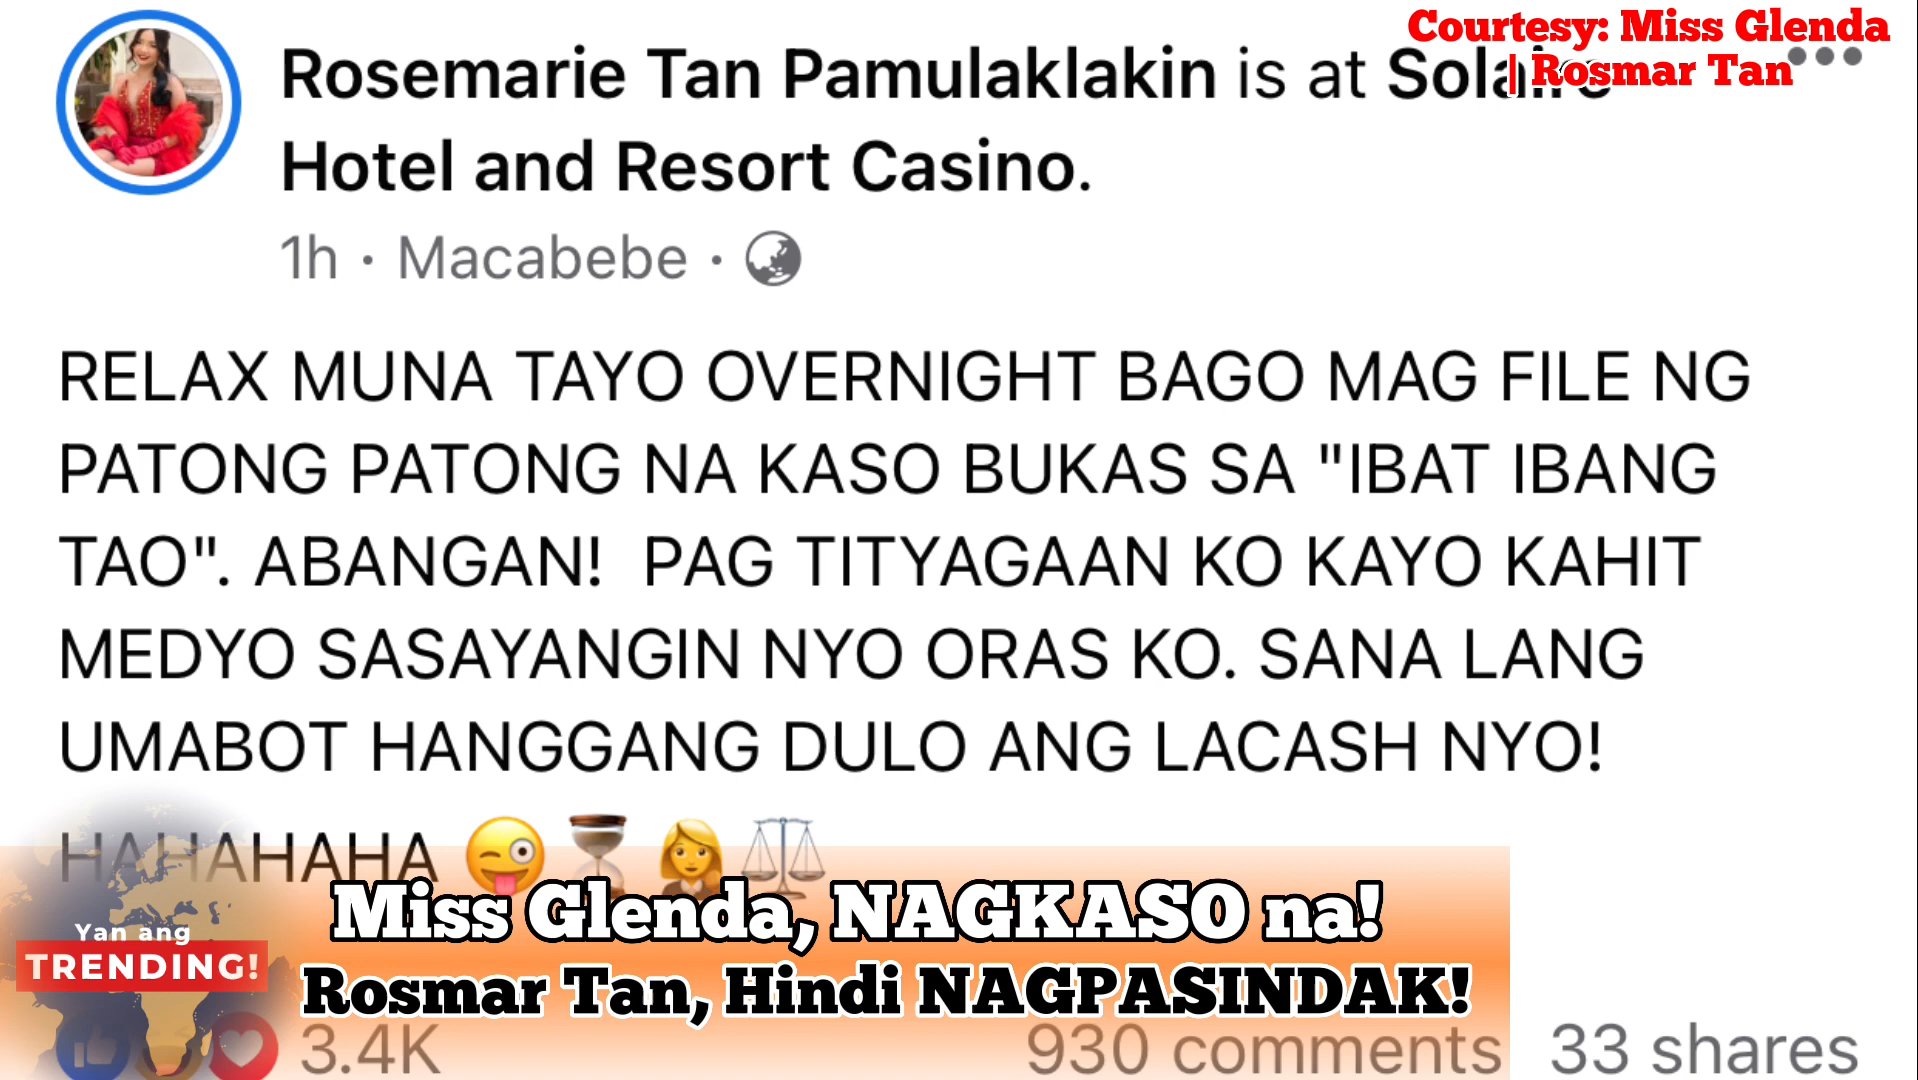 Courtesy: Miss Glenda
| Rosmar Tan
Rosemarie Tan Pamulaklakin is at Solaire
Hotel and Resort Casino.
1h · Macabebe ·
RELAX MUNA TAYO OVERNIGHT BAGO MAG FILE NG
PATONG PATONG NA KASO BUKAS SA "IBAT IBANG
TAO". ABANGAN! PAG TITYAGAAN KO KAYO KAHIT
MEDYO SASAYANGIN NYO ORAS KO. SANA LANG
UMABOT HANGGANG DULO ANG LACASH NYO!
HAHAHAHA 😜⏳👩‍⚖️
Miss Glenda, NAGKASO na!
Rosmar Tan, Hindi NAGPASINDAK!
Yan ang
TRENDING!
3.4K 930 comments 33 shares